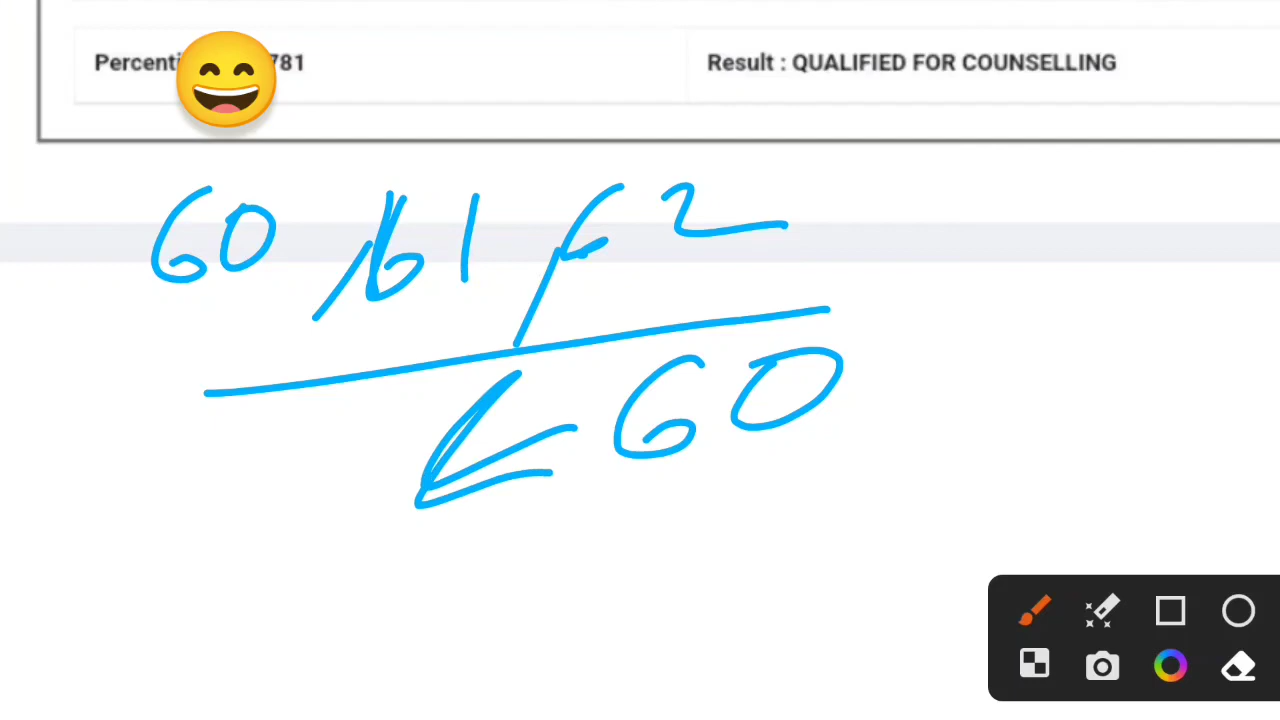 Percenti 781
Result : QUALIFIED FOR COUNSELLING
60 / 61 / 62
< 60